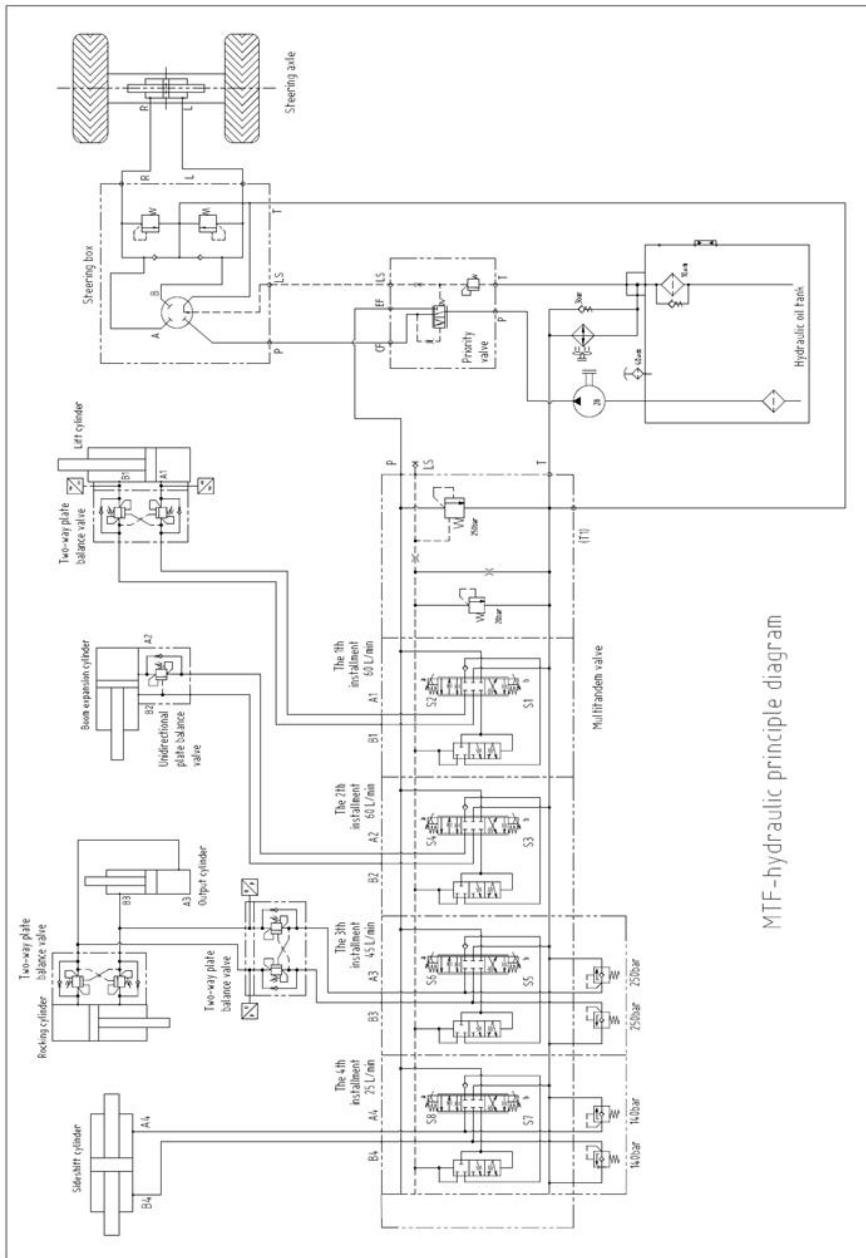 Steering axle
R
L
Steering box
R
L
T
A
B
P
LS
CF
EF
LS
P
T
Priority
valve
Hydraulic oil tank
Lift cylinder
B1
A1
Two-way plate
balance valve
Beam expansion cylinder
A2
B2
Unidirectional
plate balance
valve
Output cylinder
B3
A3
Two-way plate
balance valve
Rocking cylinder
Two-way plate
balance valve
Sideshift cylinder
A4
B4
P
LS
T
(T1)
250bar
Multitandem valve
The 1th
installment
60 L/min
A1
B1
S2
S1
The 2th
installment
60 L/min
A2
B2
S4
S3
The 3th
installment
45 L/min
A3
B3
S6
S5
250bar
250bar
The 4th
installment
25 L/min
A4
B4
S8
S7
140bar
140bar
MTF-hydraulic principle diagram